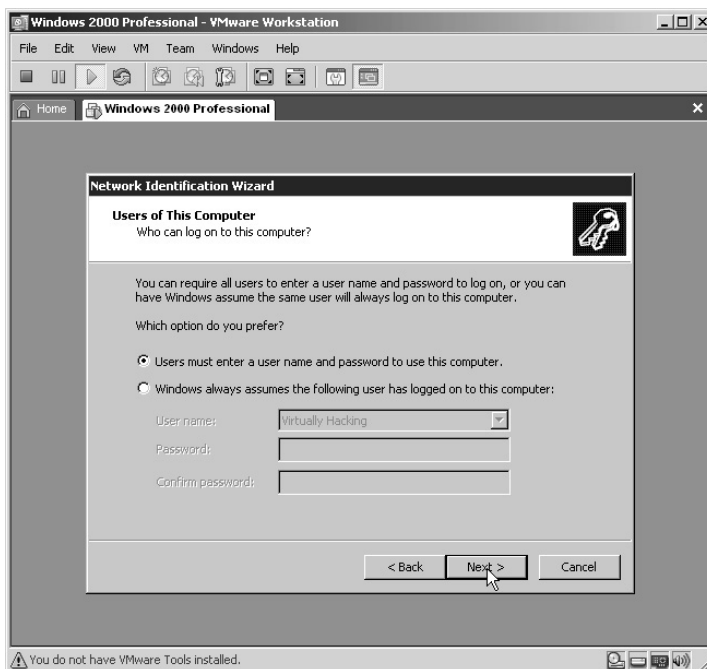 Windows 2000 Professional - VMware Workstation
File Edit View VM Team Windows Help
Home Windows 2000 Professional
Network Identification Wizard
Users of This Computer
Who can log on to this computer?
You can require all users to enter a user name and password to log on, or you can
have Windows assume the same user will always log on to this computer.
Which option do you prefer?
Users must enter a user name and password to use this computer.
Windows always assumes the following user has logged on to this computer:
User name: Virtually Hacking
Password:
Confirm password:
< Back Next > Cancel
You do not have VMware Tools installed.